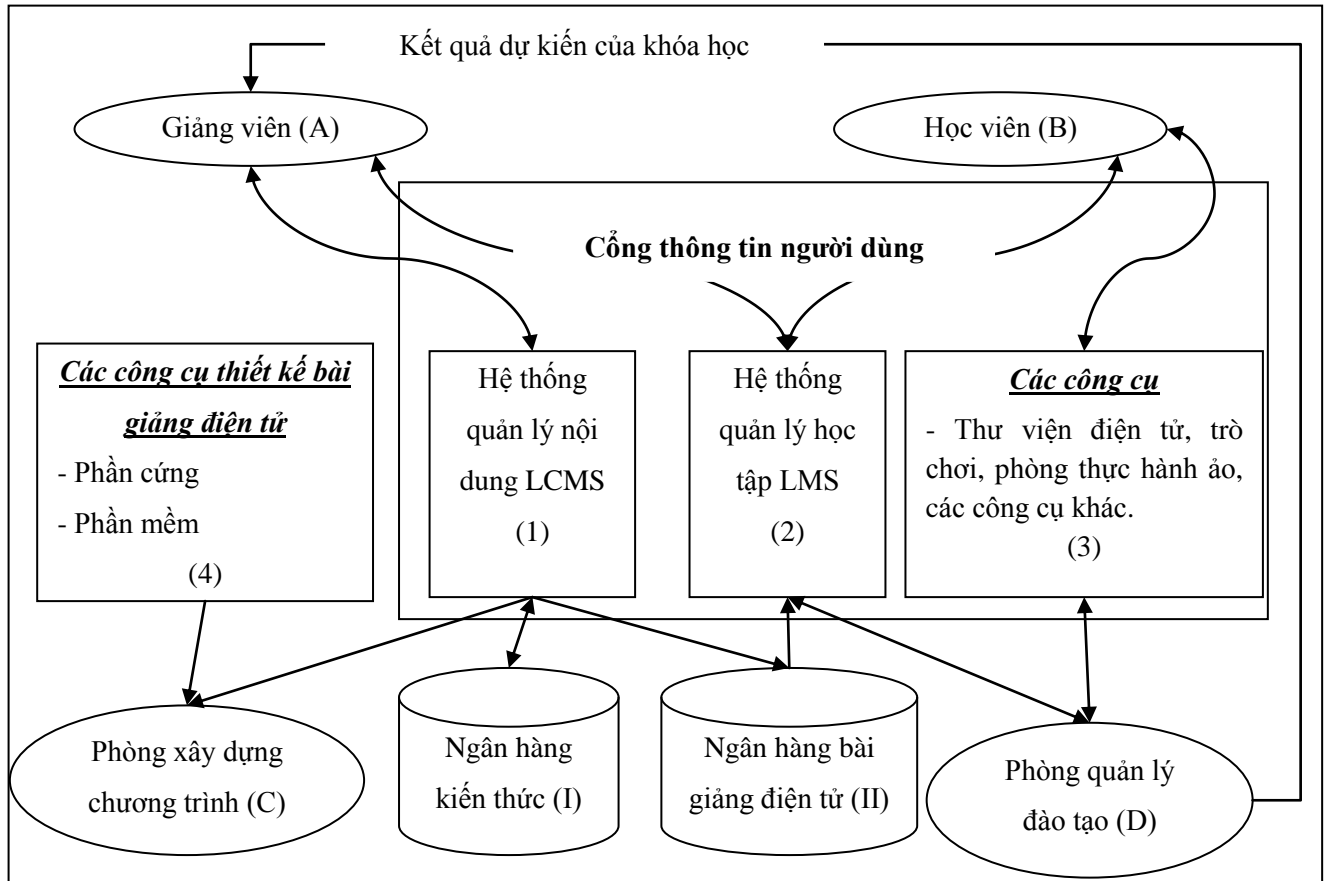 Kết quả dự kiến của khóa học
Giảng viên (A)
Học viên (B)
Cổng thông tin người dùng
Các công cụ thiết kế bài
giảng điện tử
- Phần cứng
- Phần mềm
(4)
Hệ thống
quản lý nội
dung LCMS
(1)
Hệ thống
quản lý học
tập LMS
(2)
Các công cụ
- Thư viện điện tử, trò
chơi, phòng thực hành ảo,
các công cụ khác.
(3)
Phòng xây dựng
chương trình (C)
Ngân hàng
kiến thức (I)
Ngân hàng bài
giảng điện tử (II)
Phòng quản lý
đào tạo (D)